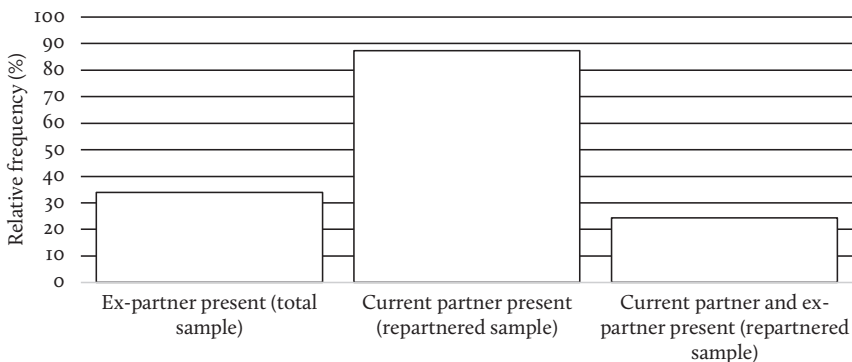 Relative frequency (%)
100
90
80
70
60
50
40
30
20
10
0
Ex-partner present (total
sample)
Current partner present
(repartnered sample)
Current partner and ex-
partner present (repartnered
sample)